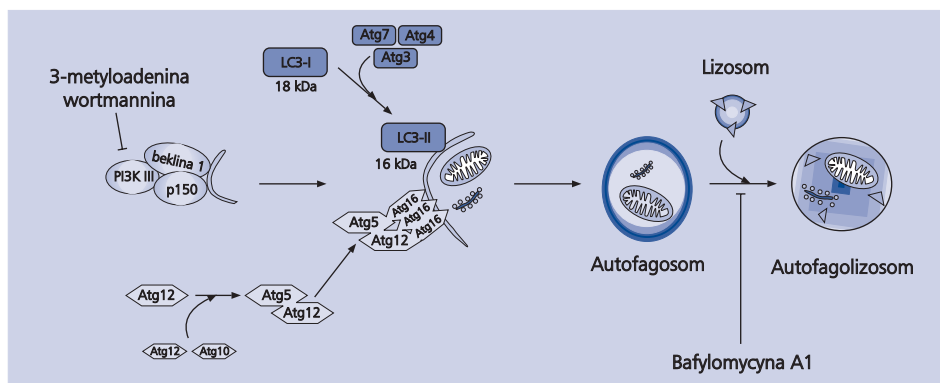 3-metyloadenina
wortmannina
PI3K III
beklina 1
p150
LC3-I
18 kDa
Atg7
Atg4
Atg3
LC3-II
16 kDa
Atg5
Atg12
Atg16
Atg16
Atg16
Atg12
Atg12
Atg10
Atg5
Atg12
Autofagosom
Lizosom
Autofagolizosom
Bafylomycyna A1